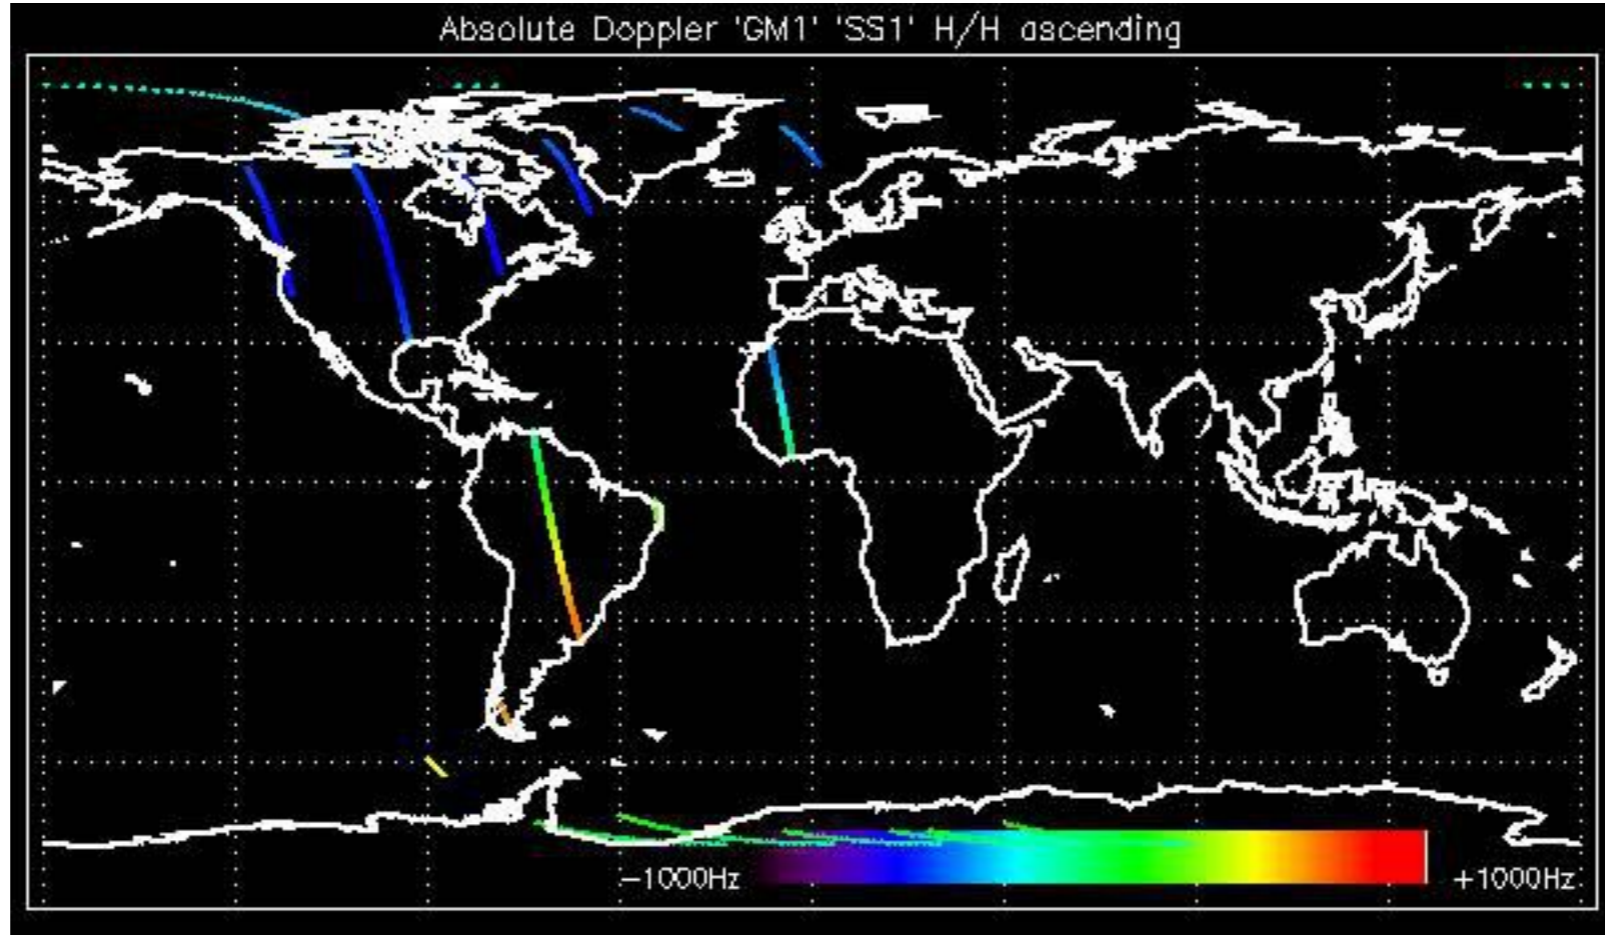 Absolute Doppler 'GM1' 'SS1' H/H ascending
−1000Hz
+1000Hz